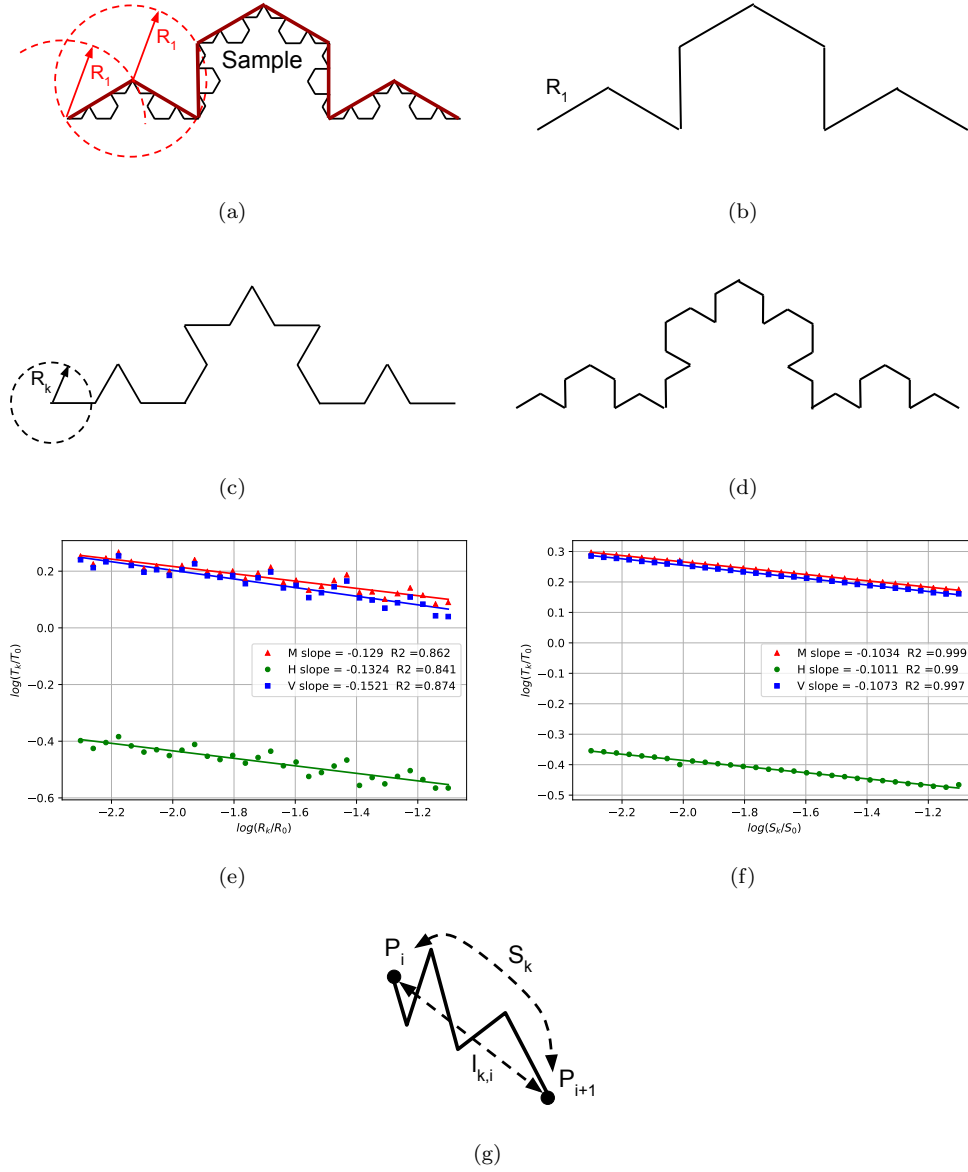 R1
R1
Sample
R1
(a)
(b)
Rk
(c)
(d)
0.2
0.0
−0.2
−0.4
−0.6
log(Tk/T0)
M slope = -0.129 R2 =0.862
H slope = -0.1324 R2 =0.841
V slope = -0.1521 R2 =0.874
−2.2 −2.0 −1.8 −1.6 −1.4 −1.2
log(Rk/R0)
0.3
0.2
0.1
0.0
−0.1
−0.2
−0.3
−0.4
−0.5
log(Tk/T0)
M slope = -0.1034 R2 =0.999
H slope = -0.1011 R2 =0.99
V slope = -0.1073 R2 =0.997
−2.2 −2.0 −1.8 −1.6 −1.4 −1.2
log(Sk/S0)
(e)
(f)
Pi
Sk
lk,i
Pi+1
(g)